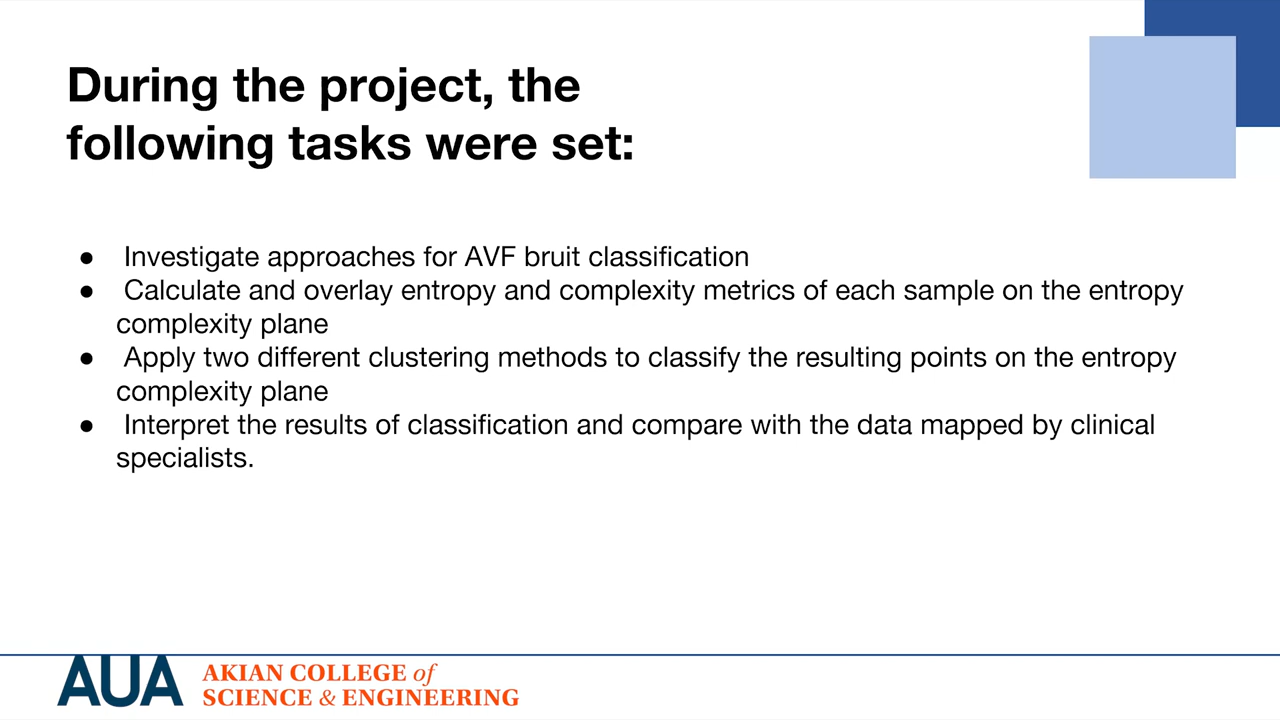 During the project, the
following tasks were set:
● Investigate approaches for AVF bruit classification
● Calculate and overlay entropy and complexity metrics of each sample on the entropy
complexity plane
● Apply two different clustering methods to classify the resulting points on the entropy
complexity plane
● Interpret the results of classification and compare with the data mapped by clinical
specialists.
AUA AKIAN COLLEGE of
SCIENCE & ENGINEERING